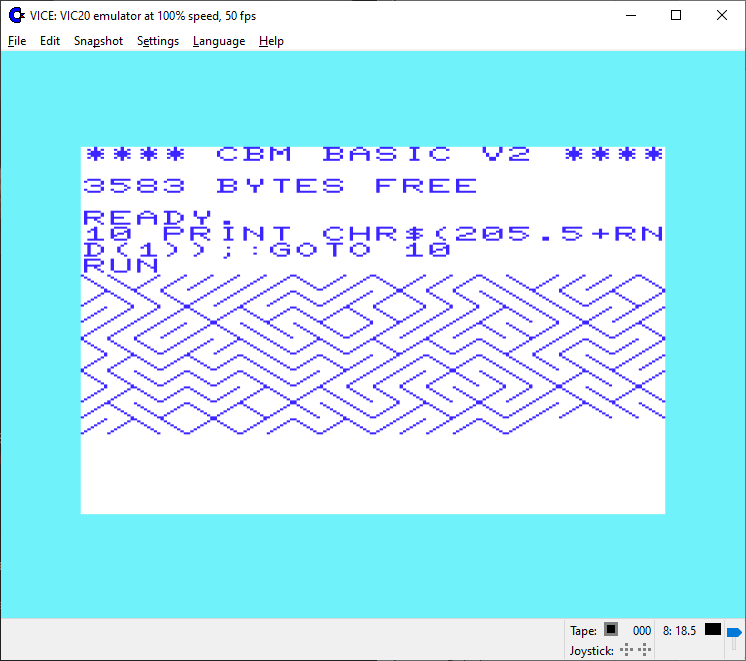 VICE: VIC20 emulator at 100% speed, 50 fps
File Edit Snapshot Settings Language Help
**** CBM BASIC V2 ****
3583 BYTES FREE
READY.
10 PRINT CHR$(205.5+RN
D(1));:GOTO 10
RUN
Tape: 000 8: 18.5
Joystick: